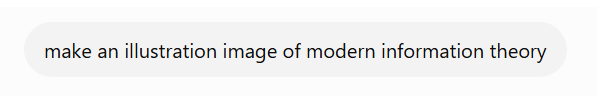 make an illustration image of modern information theory